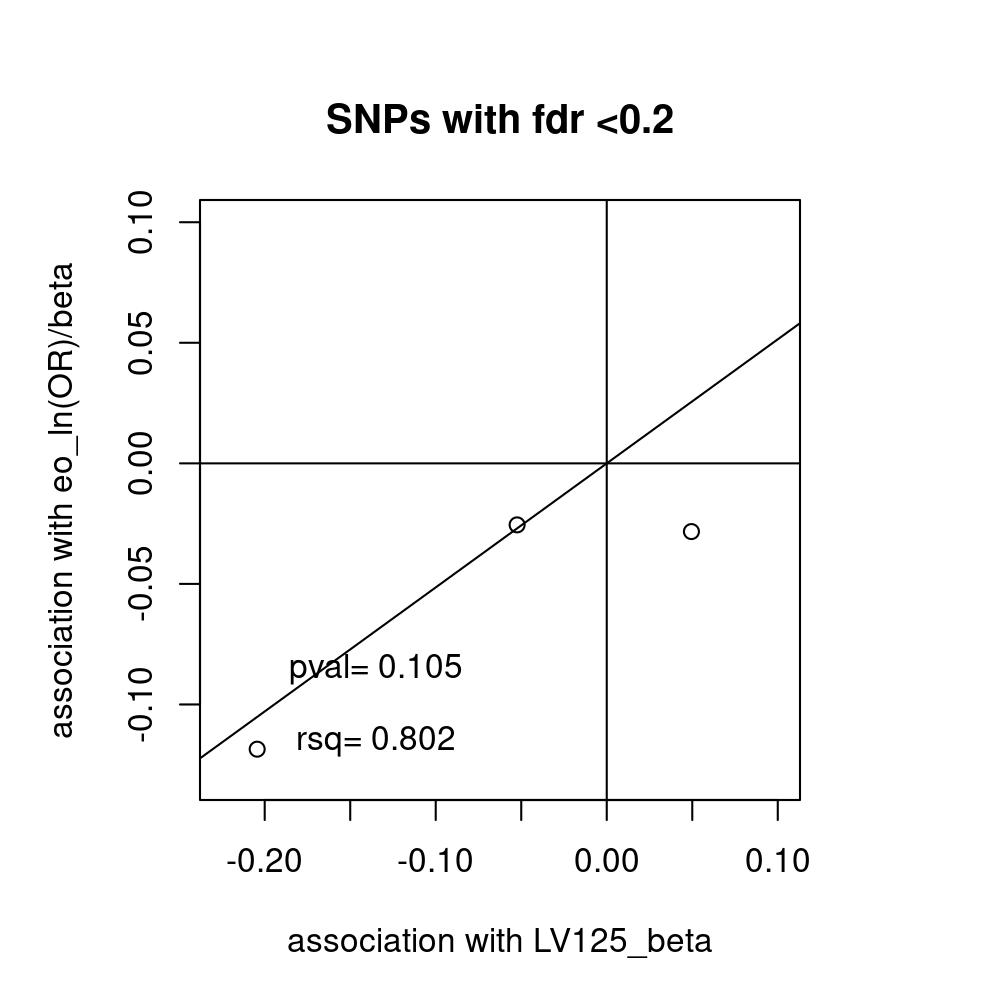 SNPs with fdr <0.2
association with eo_ln(OR)/beta
0.10
0.05
0.00
-0.05
-0.10
pval= 0.105
rsq= 0.802
-0.20
-0.10
0.00
0.10
association with LV125_beta